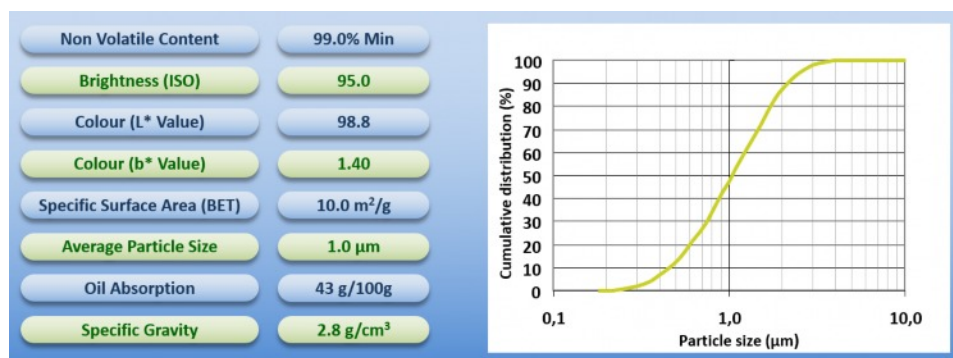 Non Volatile Content 99.0% Min
Brightness (ISO) 95.0
Colour (L* Value) 98.8
Colour (b* Value) 1.40
Specific Surface Area (BET) 10.0 m²/g
Average Particle Size 1.0 µm
Oil Absorption 43 g/100g
Specific Gravity 2.8 g/cm³
Cumulative distribution (%)
100
90
80
70
60
50
40
30
20
10
0
0,1 1,0 10,0
Particle size (µm)